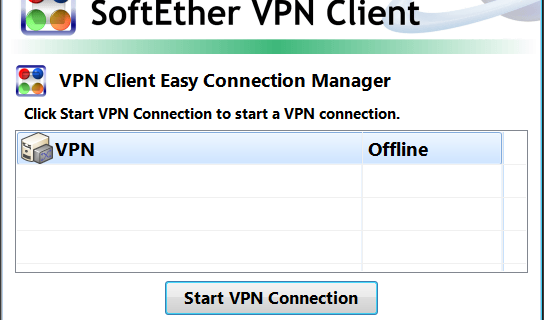 SoftEther VPN Client
VPN Client Easy Connection Manager
Click Start VPN Connection to start a VPN connection.
VPN Offline
Start VPN Connection